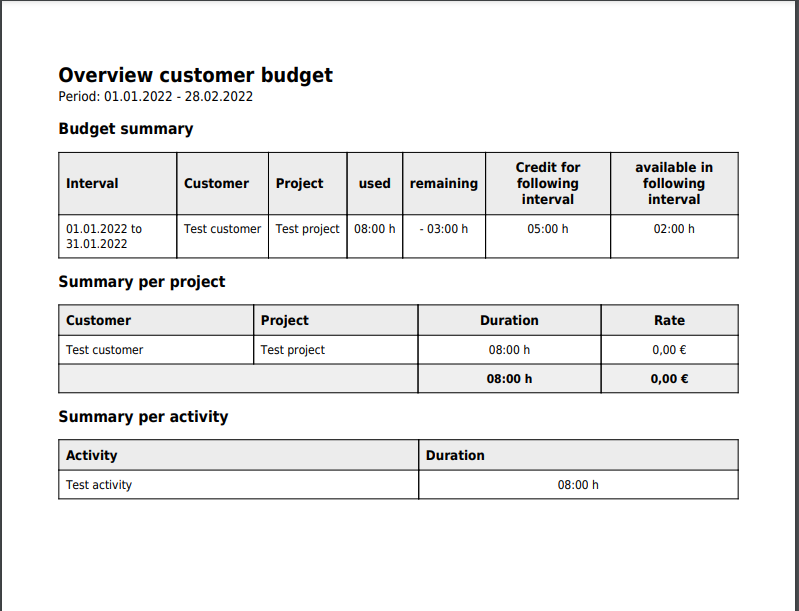 Overview customer budget
Period: 01.01.2022 - 28.02.2022
Budget summary
Interval Customer Project used remaining Credit for following interval available in following interval
01.01.2022 to 31.01.2022 Test customer Test project 08:00 h - 03:00 h 05:00 h 02:00 h
Summary per project
Customer Project Duration Rate
Test customer Test project 08:00 h 0,00 €
08:00 h 0,00 €
Summary per activity
Activity Duration
Test activity 08:00 h